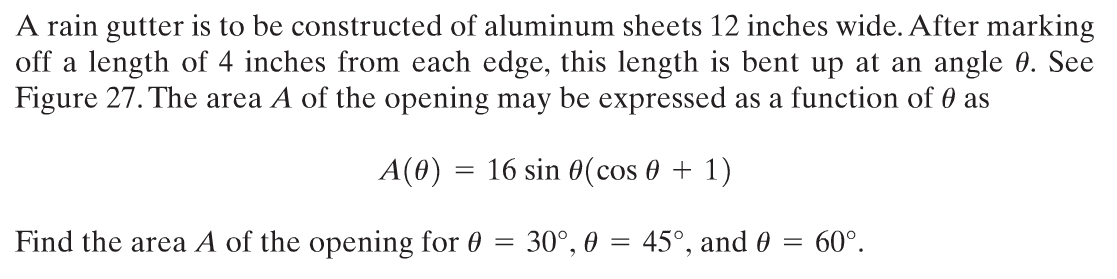 A rain gutter is to be constructed of aluminum sheets 12 inches wide. After marking
off a length of 4 inches from each edge, this length is bent up at an angle θ. See
Figure 27. The area A of the opening may be expressed as a function of θ as
A(θ) = 16 sin θ(cos θ + 1)
Find the area A of the opening for θ = 30°, θ = 45°, and θ = 60°.